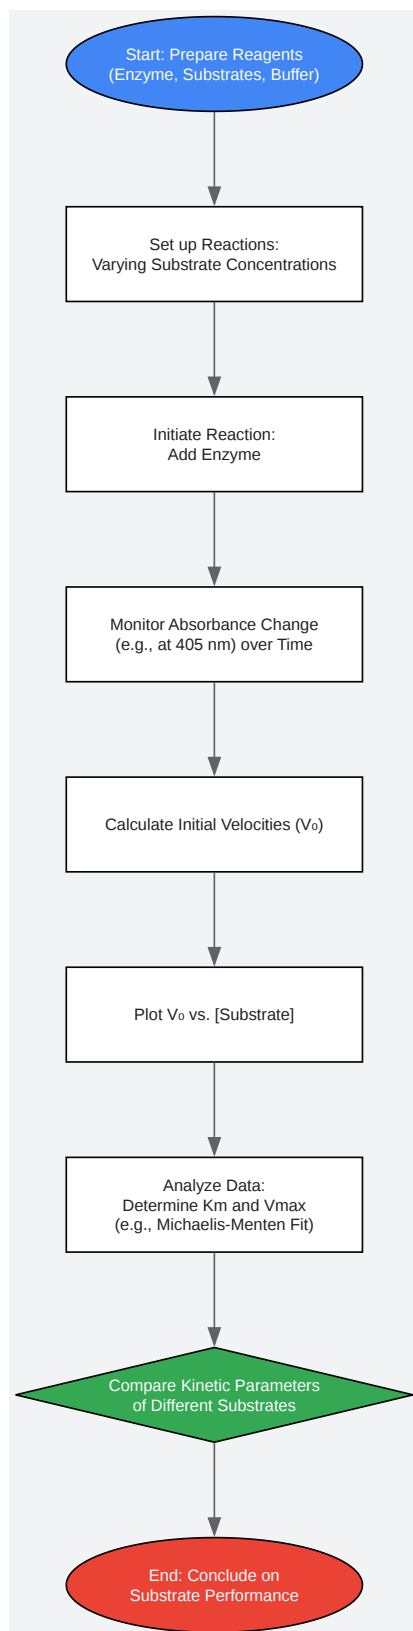 Start: Prepare Reagents
(Enzyme, Substrates, Buffer)
Set up Reactions:
Varying Substrate Concentrations
Initiate Reaction:
Add Enzyme
Monitor Absorbance Change
(e.g., at 405 nm) over Time
Calculate Initial Velocities (V₀)
Plot V₀ vs. [Substrate]
Analyze Data:
Determine Km and Vmax
(e.g., Michaelis-Menten Fit)
Compare Kinetic Parameters
of Different Substrates
End: Conclude on
Substrate Performance